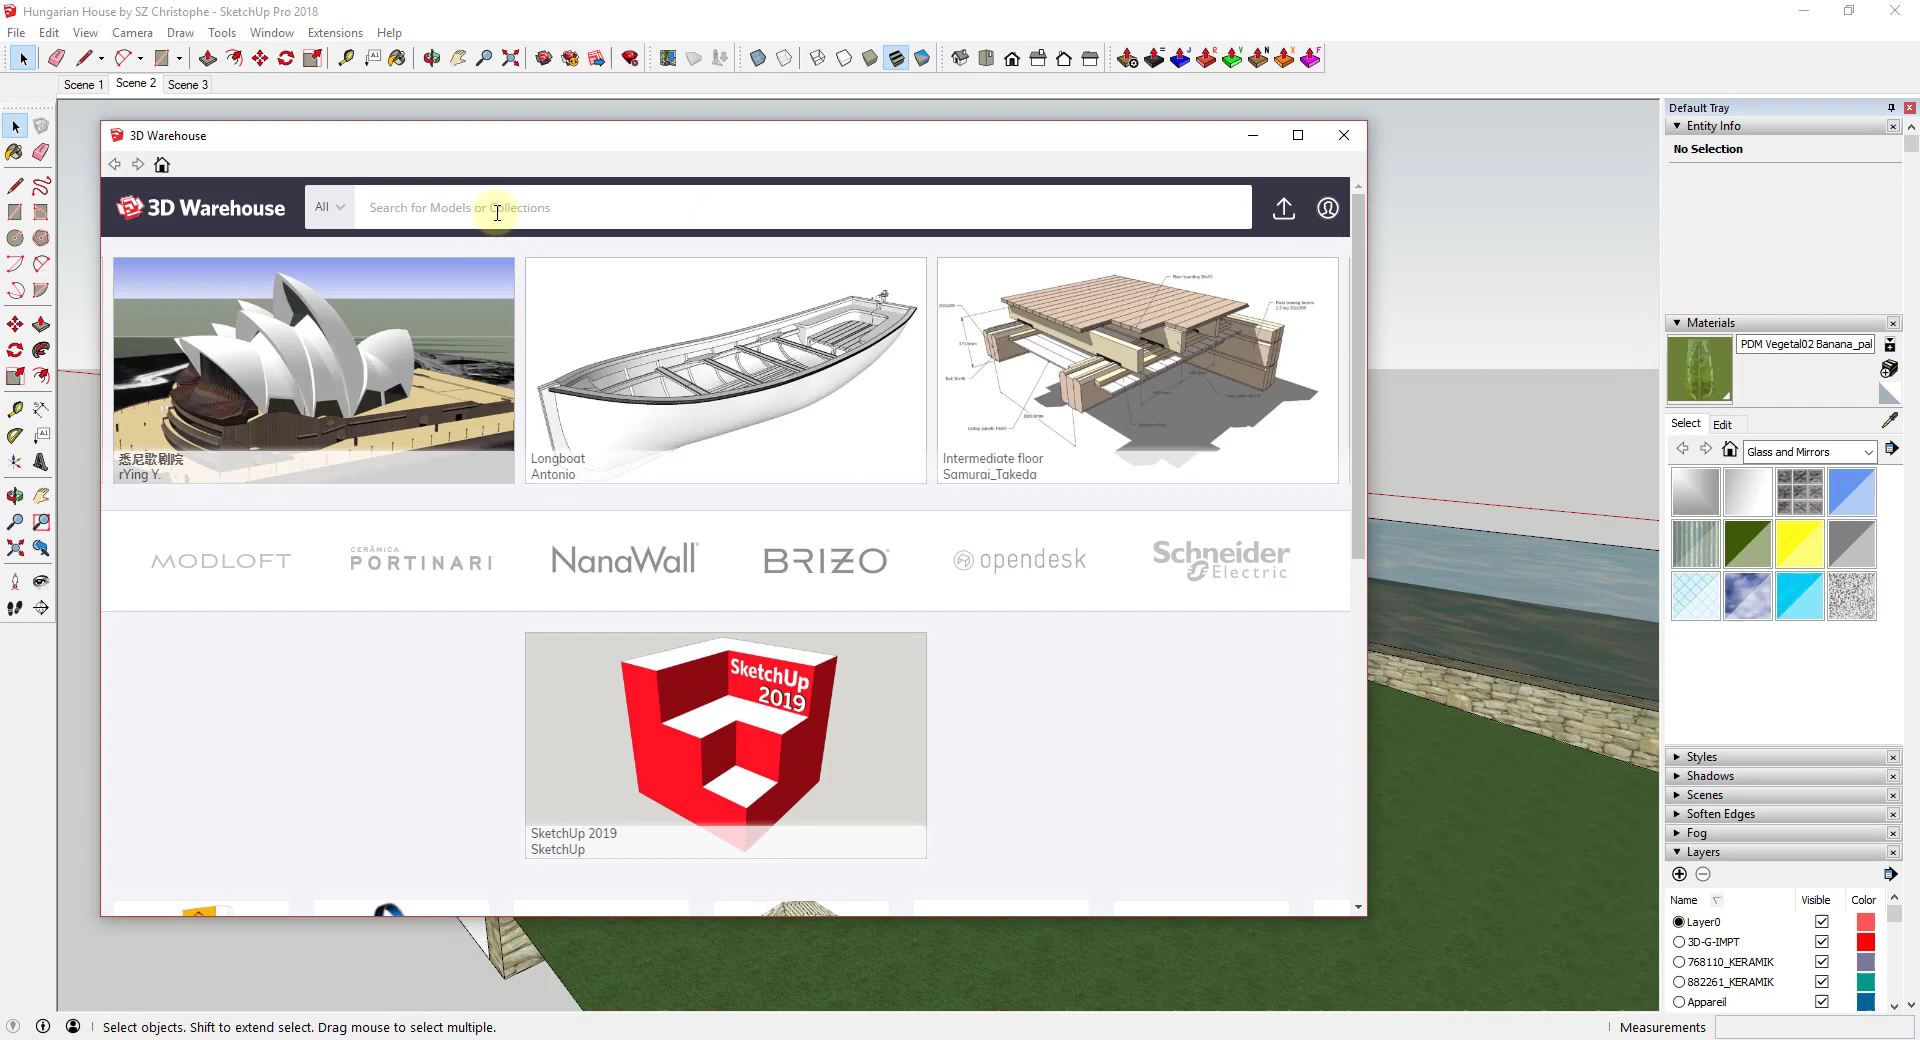 Hungarian House by SZ Christophe - SketchUp Pro 2018
File Edit View Camera Draw Tools Window Extensions Help
Scene 1 Scene 2 Scene 3
3D Warehouse
3D Warehouse
All
Search for Models or Collections
悉尼歌剧院
rYing Y.
Longboat
Antonio
Floor boarding 28x95
Intermediate floor
Samurai_Takeda
MODLOFT
CERÂMICA
PORTINARI
NanaWall
BRIZO
opendesk
Schneider
Electric
SketchUp
2019
SketchUp 2019
SketchUp
Default Tray
Entity Info
No Selection
Materials
PDM Vegetal02 Banana_pal
Select Edit
Glass and Mirrors
Styles
Shadows
Scenes
Soften Edges
Fog
Layers
Name Visible Color
Layer0
3D-G-IMPT
768110_KERAMIK
882261_KERAMIK
Appareil
Select objects. Shift to extend select. Drag mouse to select multiple.
Measurements